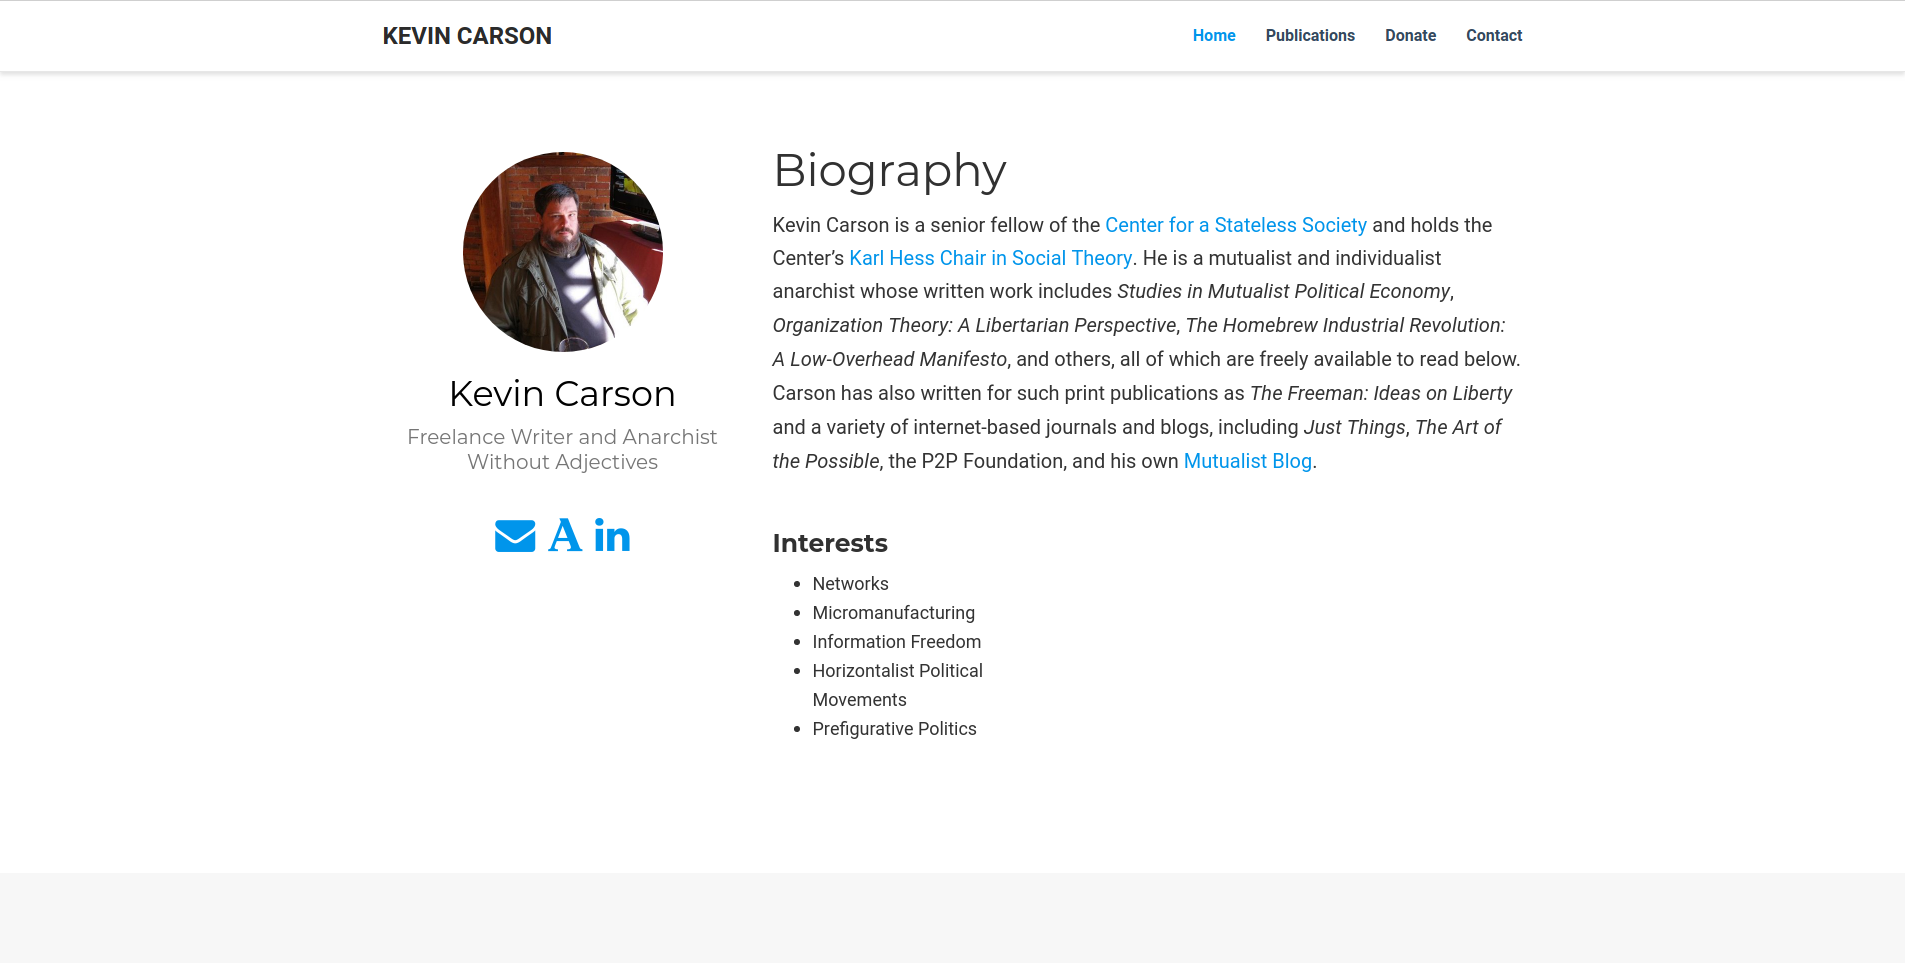 KEVIN CARSON
Home Publications Donate Contact
Kevin Carson
Freelance Writer and Anarchist
Without Adjectives
Biography
Kevin Carson is a senior fellow of the Center for a Stateless Society and holds the
Center’s Karl Hess Chair in Social Theory. He is a mutualist and individualist
anarchist whose written work includes Studies in Mutualist Political Economy,
Organization Theory: A Libertarian Perspective, The Homebrew Industrial Revolution:
A Low-Overhead Manifesto, and others, all of which are freely available to read below.
Carson has also written for such print publications as The Freeman: Ideas on Liberty
and a variety of internet-based journals and blogs, including Just Things, The Art of
the Possible, the P2P Foundation, and his own Mutualist Blog.
Interests
• Networks
• Micromanufacturing
• Information Freedom
• Horizontalist Political
Movements
• Prefigurative Politics